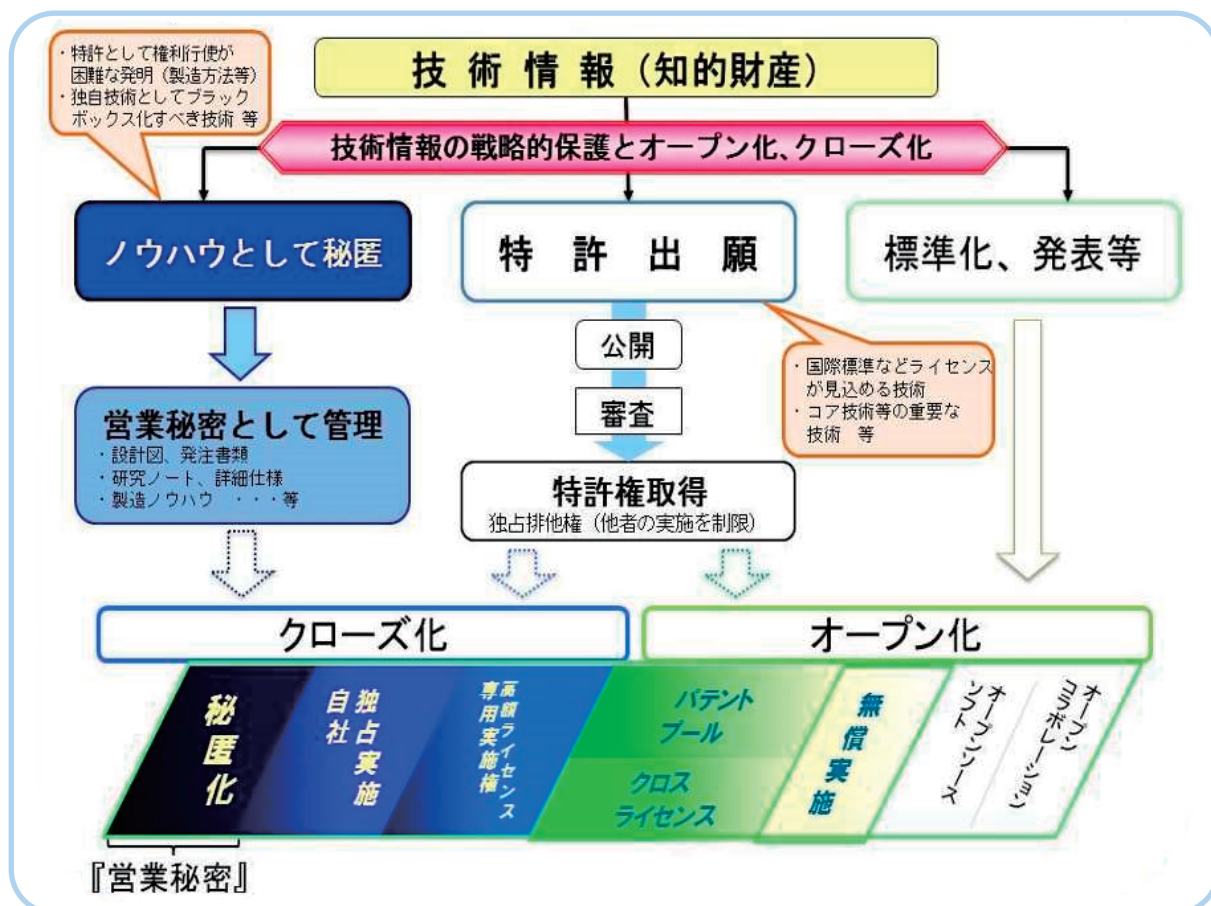 ・特許として権利行使が
困難な発明（製造方法等）
・独自技術としてブラック
ボックス化すべき技術 等
技 術 情 報（知的財産）
技術情報の戦略的保護とオープン化、クローズ化
ノウハウとして秘匿
特 許 出 願
標準化、発表等
公開
審査
・国際標準などライセンス
が見込める技術
・コア技術等の重要な
技術 等
営業秘密として管理
・設計図、発注書類
・研究ノート、詳細仕様
・製造ノウハウ ・・・等
特許権取得
独占排他権（他者の実施を制限）
クローズ化
オープン化
秘匿化
独占実施
自社
高額ライセンス
専用実施権
パテント
プール
クロス
ライセンス
無償実施
オープンソース
ソフト
オープン
コラボレーション
『営業秘密』